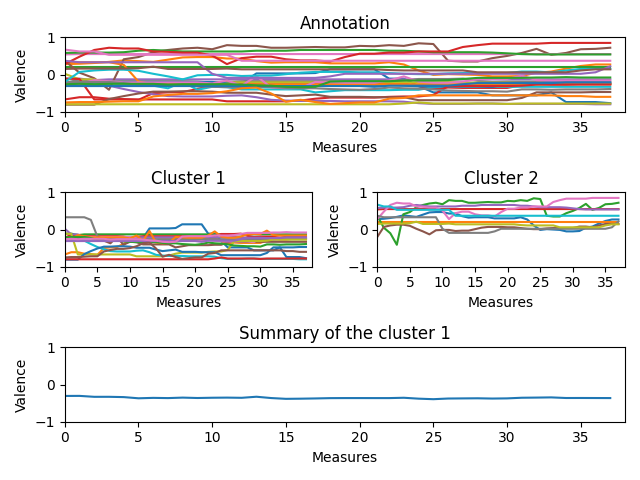 Annotation
Valence
1
0
−1
0 5 10 15 20 25 30 35
Measures
Cluster 1
Valence
1
0
−1
0 5 10 15 20 25 30 35
Measures
Cluster 2
Valence
1
0
−1
0 5 10 15 20 25 30 35
Measures
Summary of the cluster 1
Valence
1
0
−1
0 5 10 15 20 25 30 35
Measures